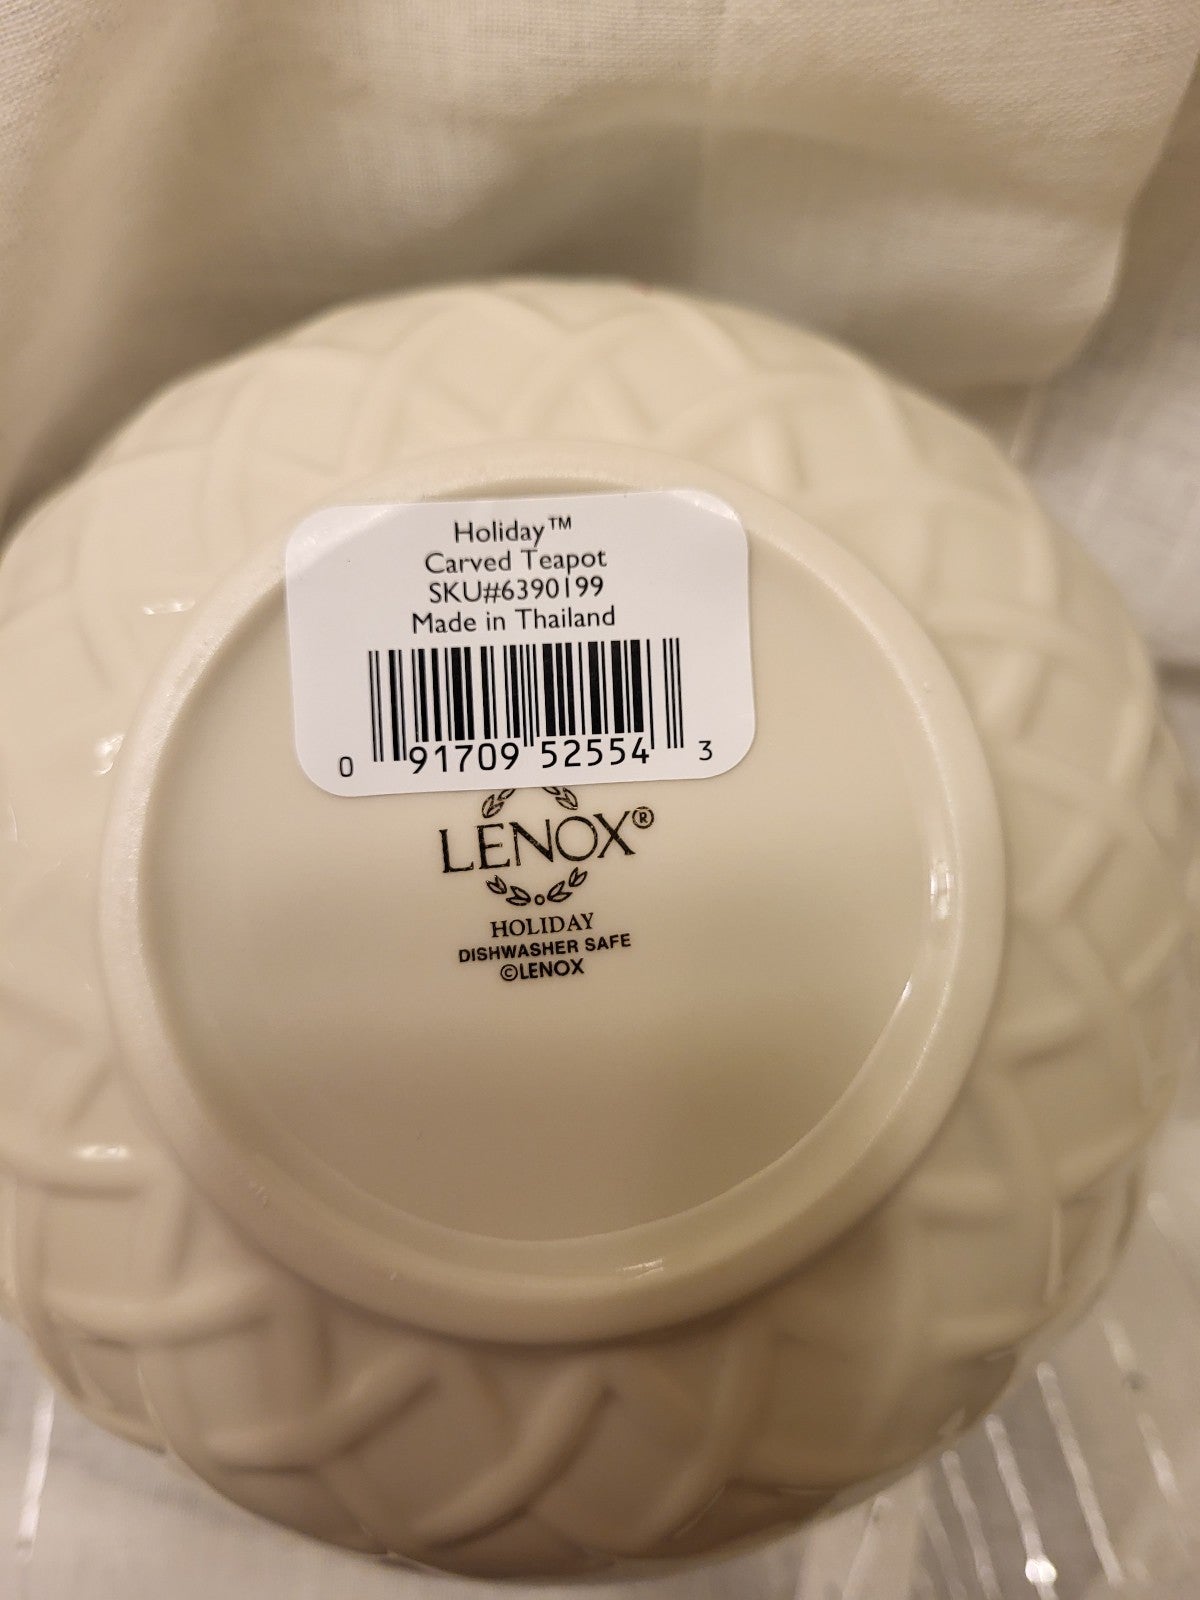 Holiday™
Carved Teapot
SKU#6390199
Made in Thailand
0 91709 52554 3
LENOX®
HOLIDAY
DISHWASHER SAFE
©LENOX